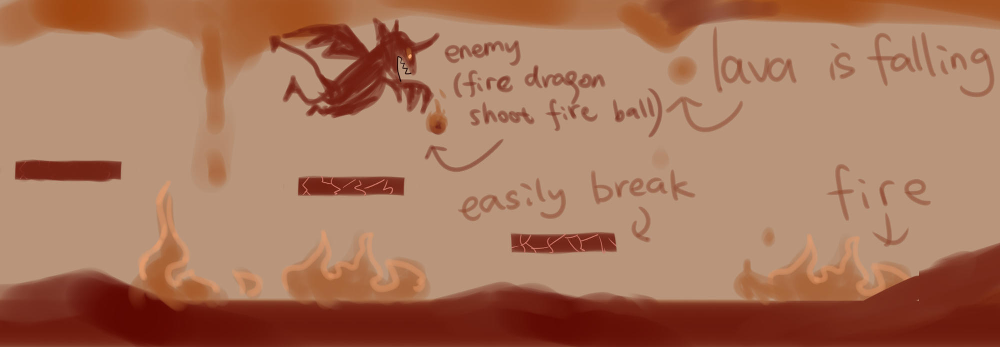 enemy
(fire dragon
shoot fire ball)
lava is falling
easily break
fire